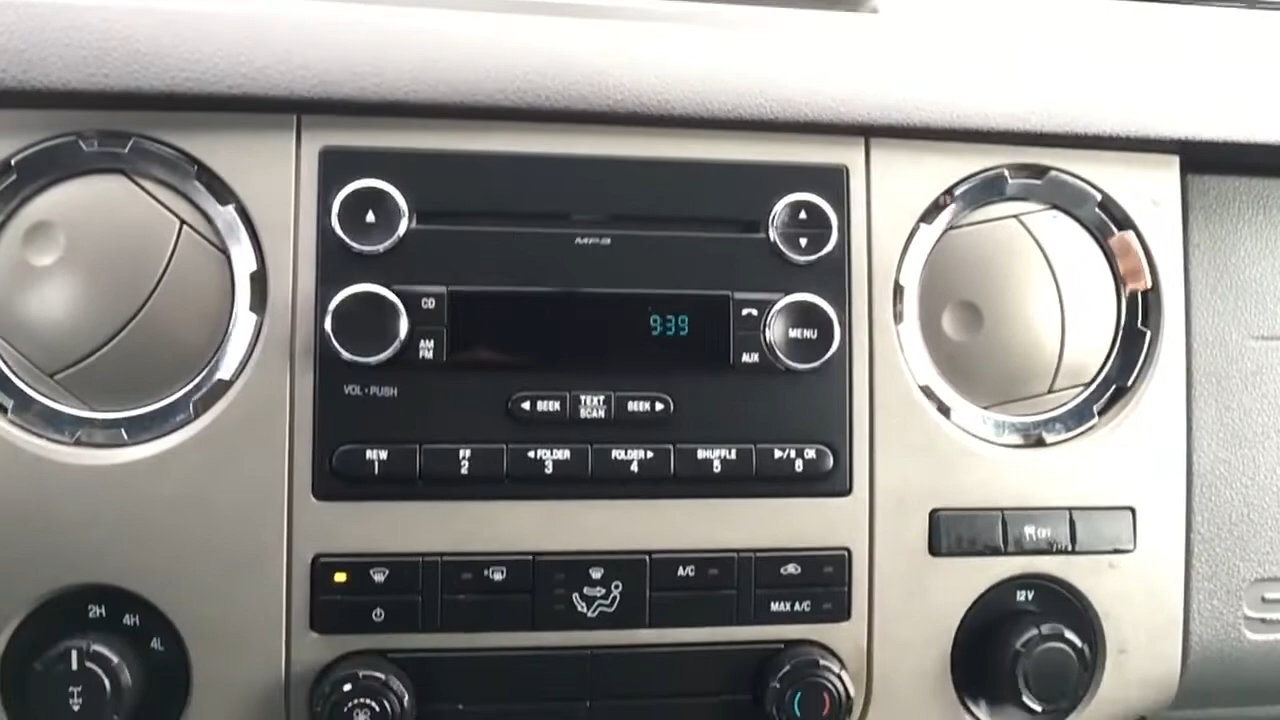 MP3
CD
9:39
AM
FM
MENU
AUX
VOL • PUSH
◀ SEEK
TEXT
SCAN
SEEK ▶
REW
1
FF
2
◀ FOLDER
3
FOLDER ▶
4
SHUFFLE
5
▶/II OK
6
OFF
A/C
MAX A/C
12V
2H
4H
4L